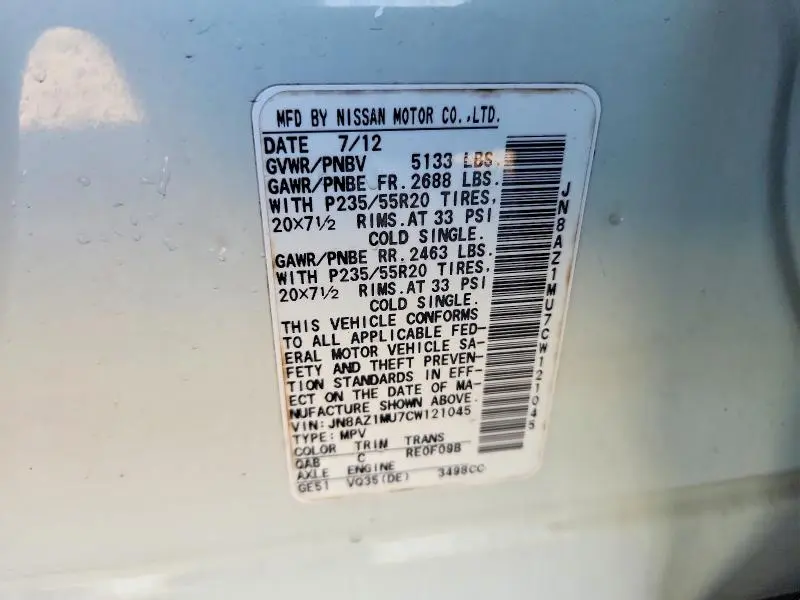 MFD BY NISSAN MOTOR CO.,LTD.
DATE 7/12
GVWR/PNBV 5133 LBS.
GAWR/PNBE FR. 2688 LBS.
WITH P235/55R20 TIRES,
20×7½ RIMS. AT 33 PSI
COLD SINGLE.
GAWR/PNBE RR. 2463 LBS.
WITH P235/55R20 TIRES,
20×7½ RIMS. AT 33 PSI
COLD SINGLE.
THIS VEHICLE CONFORMS
TO ALL APPLICABLE FED-
ERAL MOTOR VEHICLE SA-
FETY AND THEFT PREVEN-
TION STANDARDS IN EFF-
ECT ON THE DATE OF MA-
NUFACTURE SHOWN ABOVE.
VIN: JN8AZ1MU7CW121045
TYPE: MPV
COLOR TRIM TRANS
QAB C RE0F09B
AXLE ENGINE
GE51 VQ35(DE) 3498CC
JN8AZ1MU7CW121045